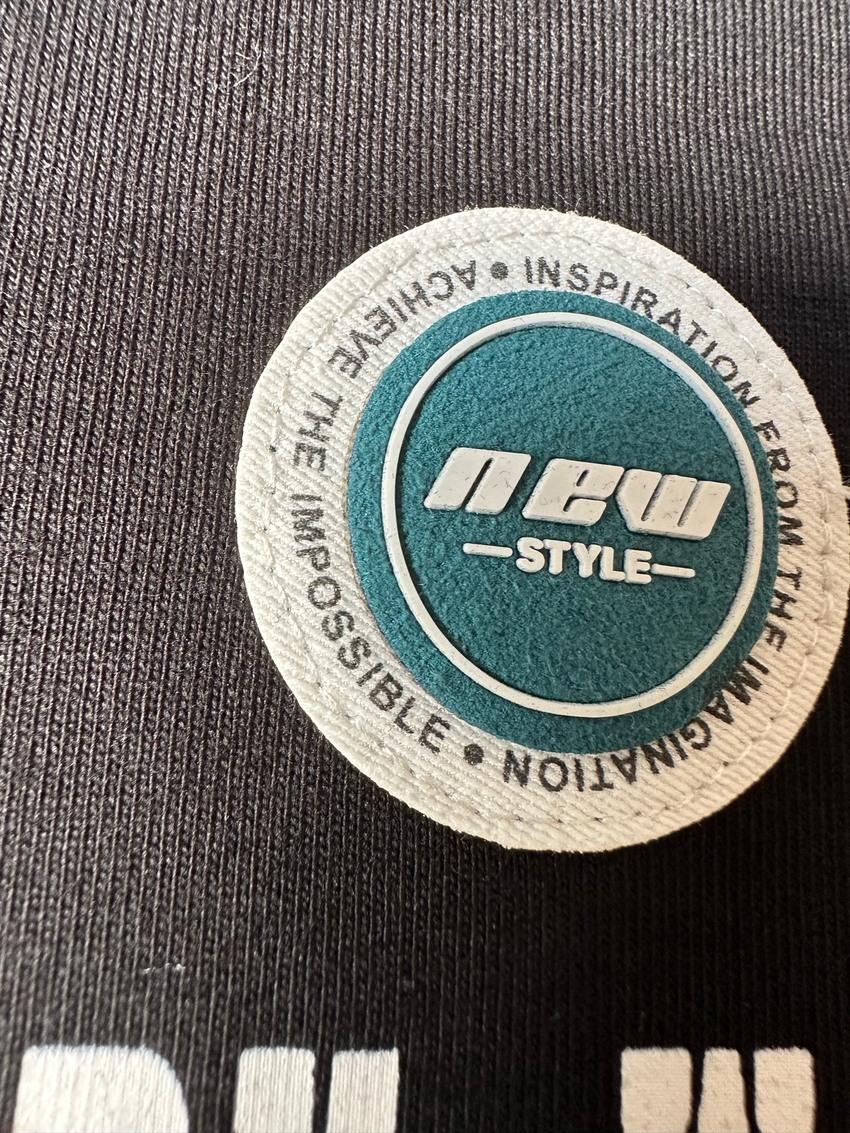 INSPIRATION FROM THE IMAGINATION •
ACHIEVE THE IMPOSSIBLE •
new
—STYLE—